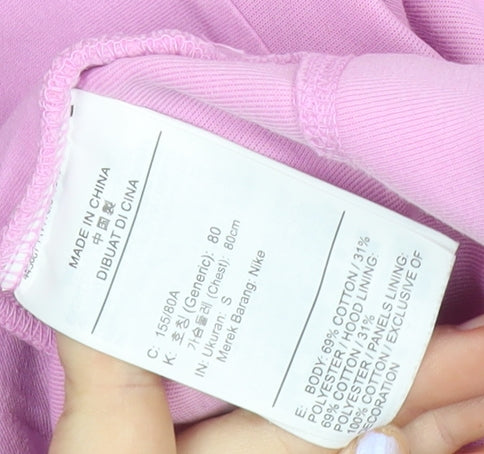 MADE IN CHINA
中國製
DIBUAT DI CINA
C: 155/80A
K: 호칭 (Generic): 80
가슴둘레 (Chest): 80cm
IN: Ukuran: S
Merek Barang: Nike
E: BODY: 69% COTTON / 31%
POLYESTER / HOOD LINING:
69% COTTON / 31%
POLYESTER / PANELS LINING:
100% COTTON / EXCLUSIVE OF
DECORATION